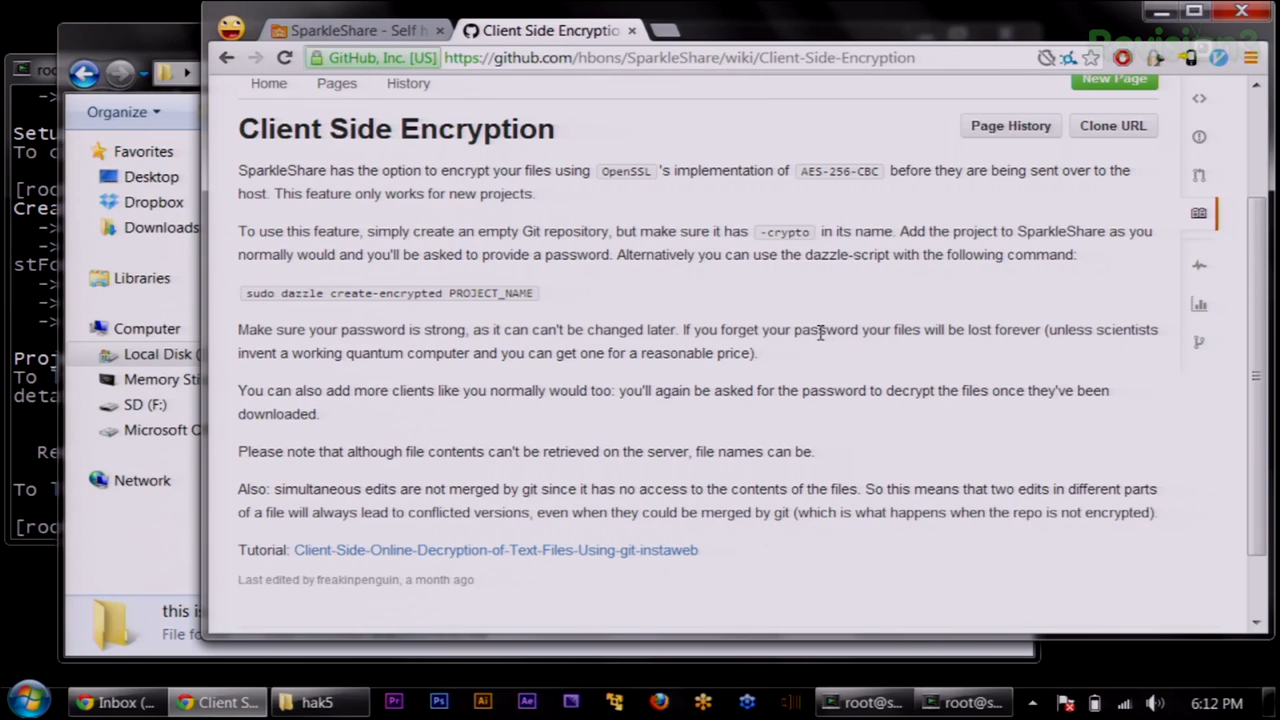 SparkleShare - Self h
Client Side Encryptio
Revision3
GitHub, Inc. [US] https://github.com/hbons/SparkleShare/wiki/Client-Side-Encryption
Home Pages History
New Page
Client Side Encryption
Page History Clone URL
SparkleShare has the option to encrypt your files using OpenSSL 's implementation of AES-256-CBC before they are being sent over to the
host. This feature only works for new projects.
To use this feature, simply create an empty Git repository, but make sure it has -crypto in its name. Add the project to SparkleShare as you
normally would and you'll be asked to provide a password. Alternatively you can use the dazzle-script with the following command:
sudo dazzle create-encrypted PROJECT_NAME
Make sure your password is strong, as it can can't be changed later. If you forget your password your files will be lost forever (unless scientists
invent a working quantum computer and you can get one for a reasonable price).
You can also add more clients like you normally would too: you'll again be asked for the password to decrypt the files once they've been
downloaded.
Please note that although file contents can't be retrieved on the server, file names can be.
Also: simultaneous edits are not merged by git since it has no access to the contents of the files. So this means that two edits in different parts
of a file will always lead to conflicted versions, even when they could be merged by git (which is what happens when the repo is not encrypted).
Tutorial: Client-Side-Online-Decryption-of-Text-Files-Using-git-instaweb
Last edited by freakinpenguin, a month ago
Organize
Favorites
Desktop
Dropbox
Downloads
Libraries
Computer
Local Disk (
Memory Sti
SD (F:)
Microsoft O
Network
this is
File fo
ro
->
Setu
To c
[roo
Crea
stFo
->
->
->
Proj
To
deta
Re
To
[roo
Inbox (...
Client S...
hak5
Pr
Ps
Ai
Ae
root@s...
root@s...
6:12 PM